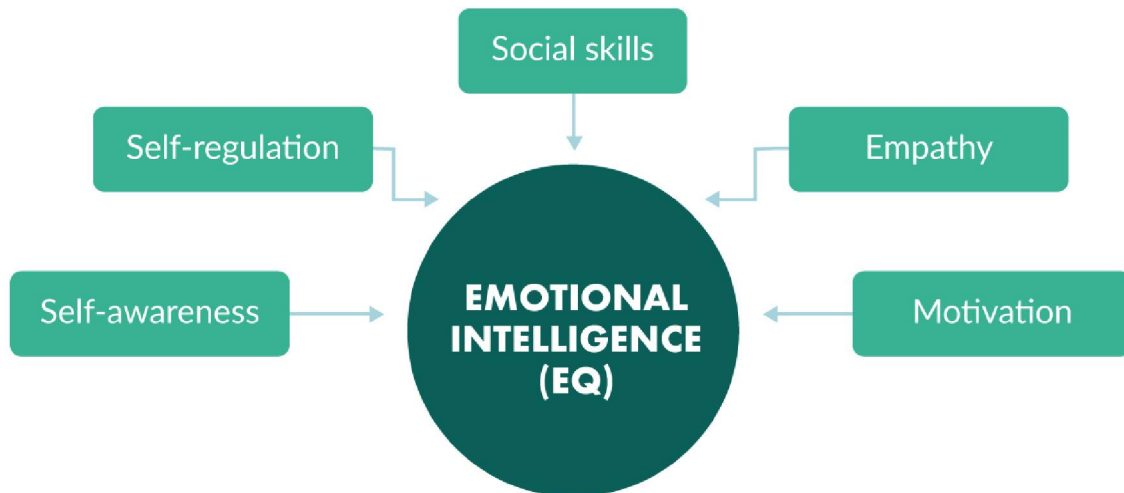 Social skills
Self-regulation
Empathy
Self-awareness
EMOTIONAL
INTELLIGENCE
(EQ)
Motivation